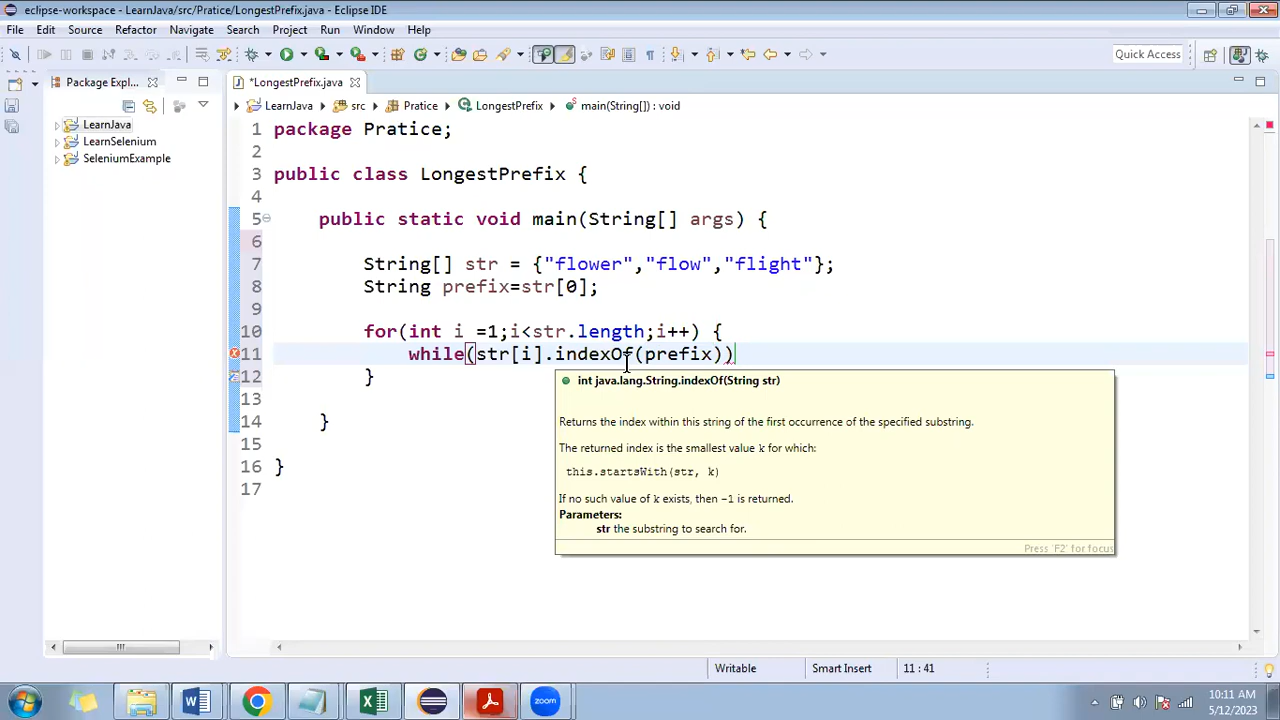 eclipse-workspace - LearnJava/src/Pratice/LongestPrefix.java - Eclipse IDE
File Edit Source Refactor Navigate Search Project Run Window Help
Quick Access
Package Expl...
*LongestPrefix.java
LearnJava src Pratice LongestPrefix main(String[]) : void
LearnJava
LearnSelenium
SeleniumExample
1 package Pratice;
2
3 public class LongestPrefix {
4
5 public static void main(String[] args) {
6
7 String[] str = {"flower","flow","flight"};
8 String prefix=str[0];
9
10 for(int i =1;i<str.length;i++) {
11 while(str[i].indexOf(prefix))
12 }
13
14 }
15
16 }
17
int java.lang.String.indexOf(String str)
Returns the index within this string of the first occurrence of the specified substring.
The returned index is the smallest value k for which:
this.startsWith(str, k)
If no such value of k exists, then -1 is returned.
Parameters:
str the substring to search for.
Press 'F2' for focus
Writable Smart Insert 11 : 41
zoom
10:11 AM
5/12/2023